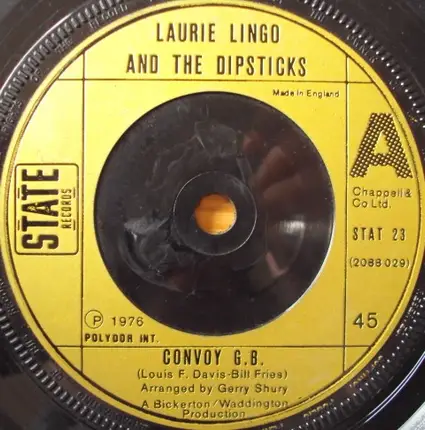 LAURIE LINGO
AND THE DIPSTICKS
Made in England
A
Chappell &
Co Ltd.
STATE
RECORDS
STAT 23
(2088 029)
Ⓟ 1976
POLYDOR INT.
45
CONVOY G.B.
(Louis F. Davis-Bill Fries)
Arranged by Gerry Shury
A Bickerton/Waddington
Production